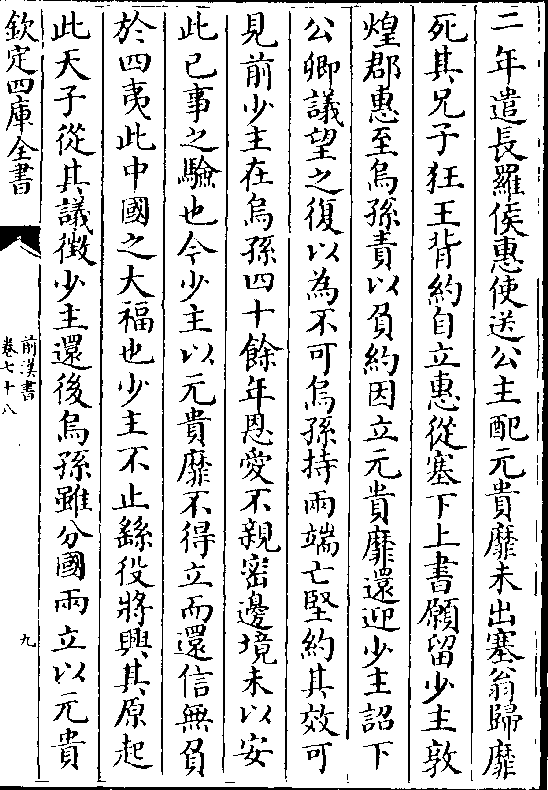 二年遣長羅侯惠使送公主配元貴靡未出塞翁歸靡
死其兄子狂王背約自立惠從塞下上書願留少主敦
煌郡惠至烏孫責以負約因立元貴靡還迎少主詔下
公卿議望之復以為不可烏孫持兩端亡堅約其效可
見前少主在烏孫四十餘年恩愛不親密邊境未以安
此已事之驗也今少主以元貴靡不得立而還信無負
於四夷此中國之大福也少主不止繇役將興其原起
此天子從其議徴少主還後烏孫雖分國兩立以元貴
欽定四庫全書
前漢書
卷七十八
九